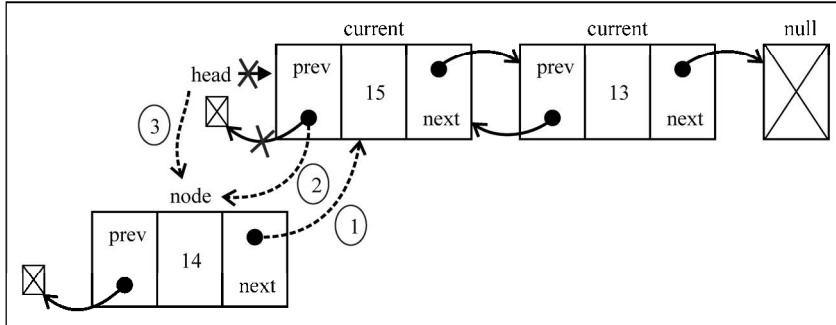 current current null
head prev 15 next prev 13 next
3 2 1
node
prev 14 next